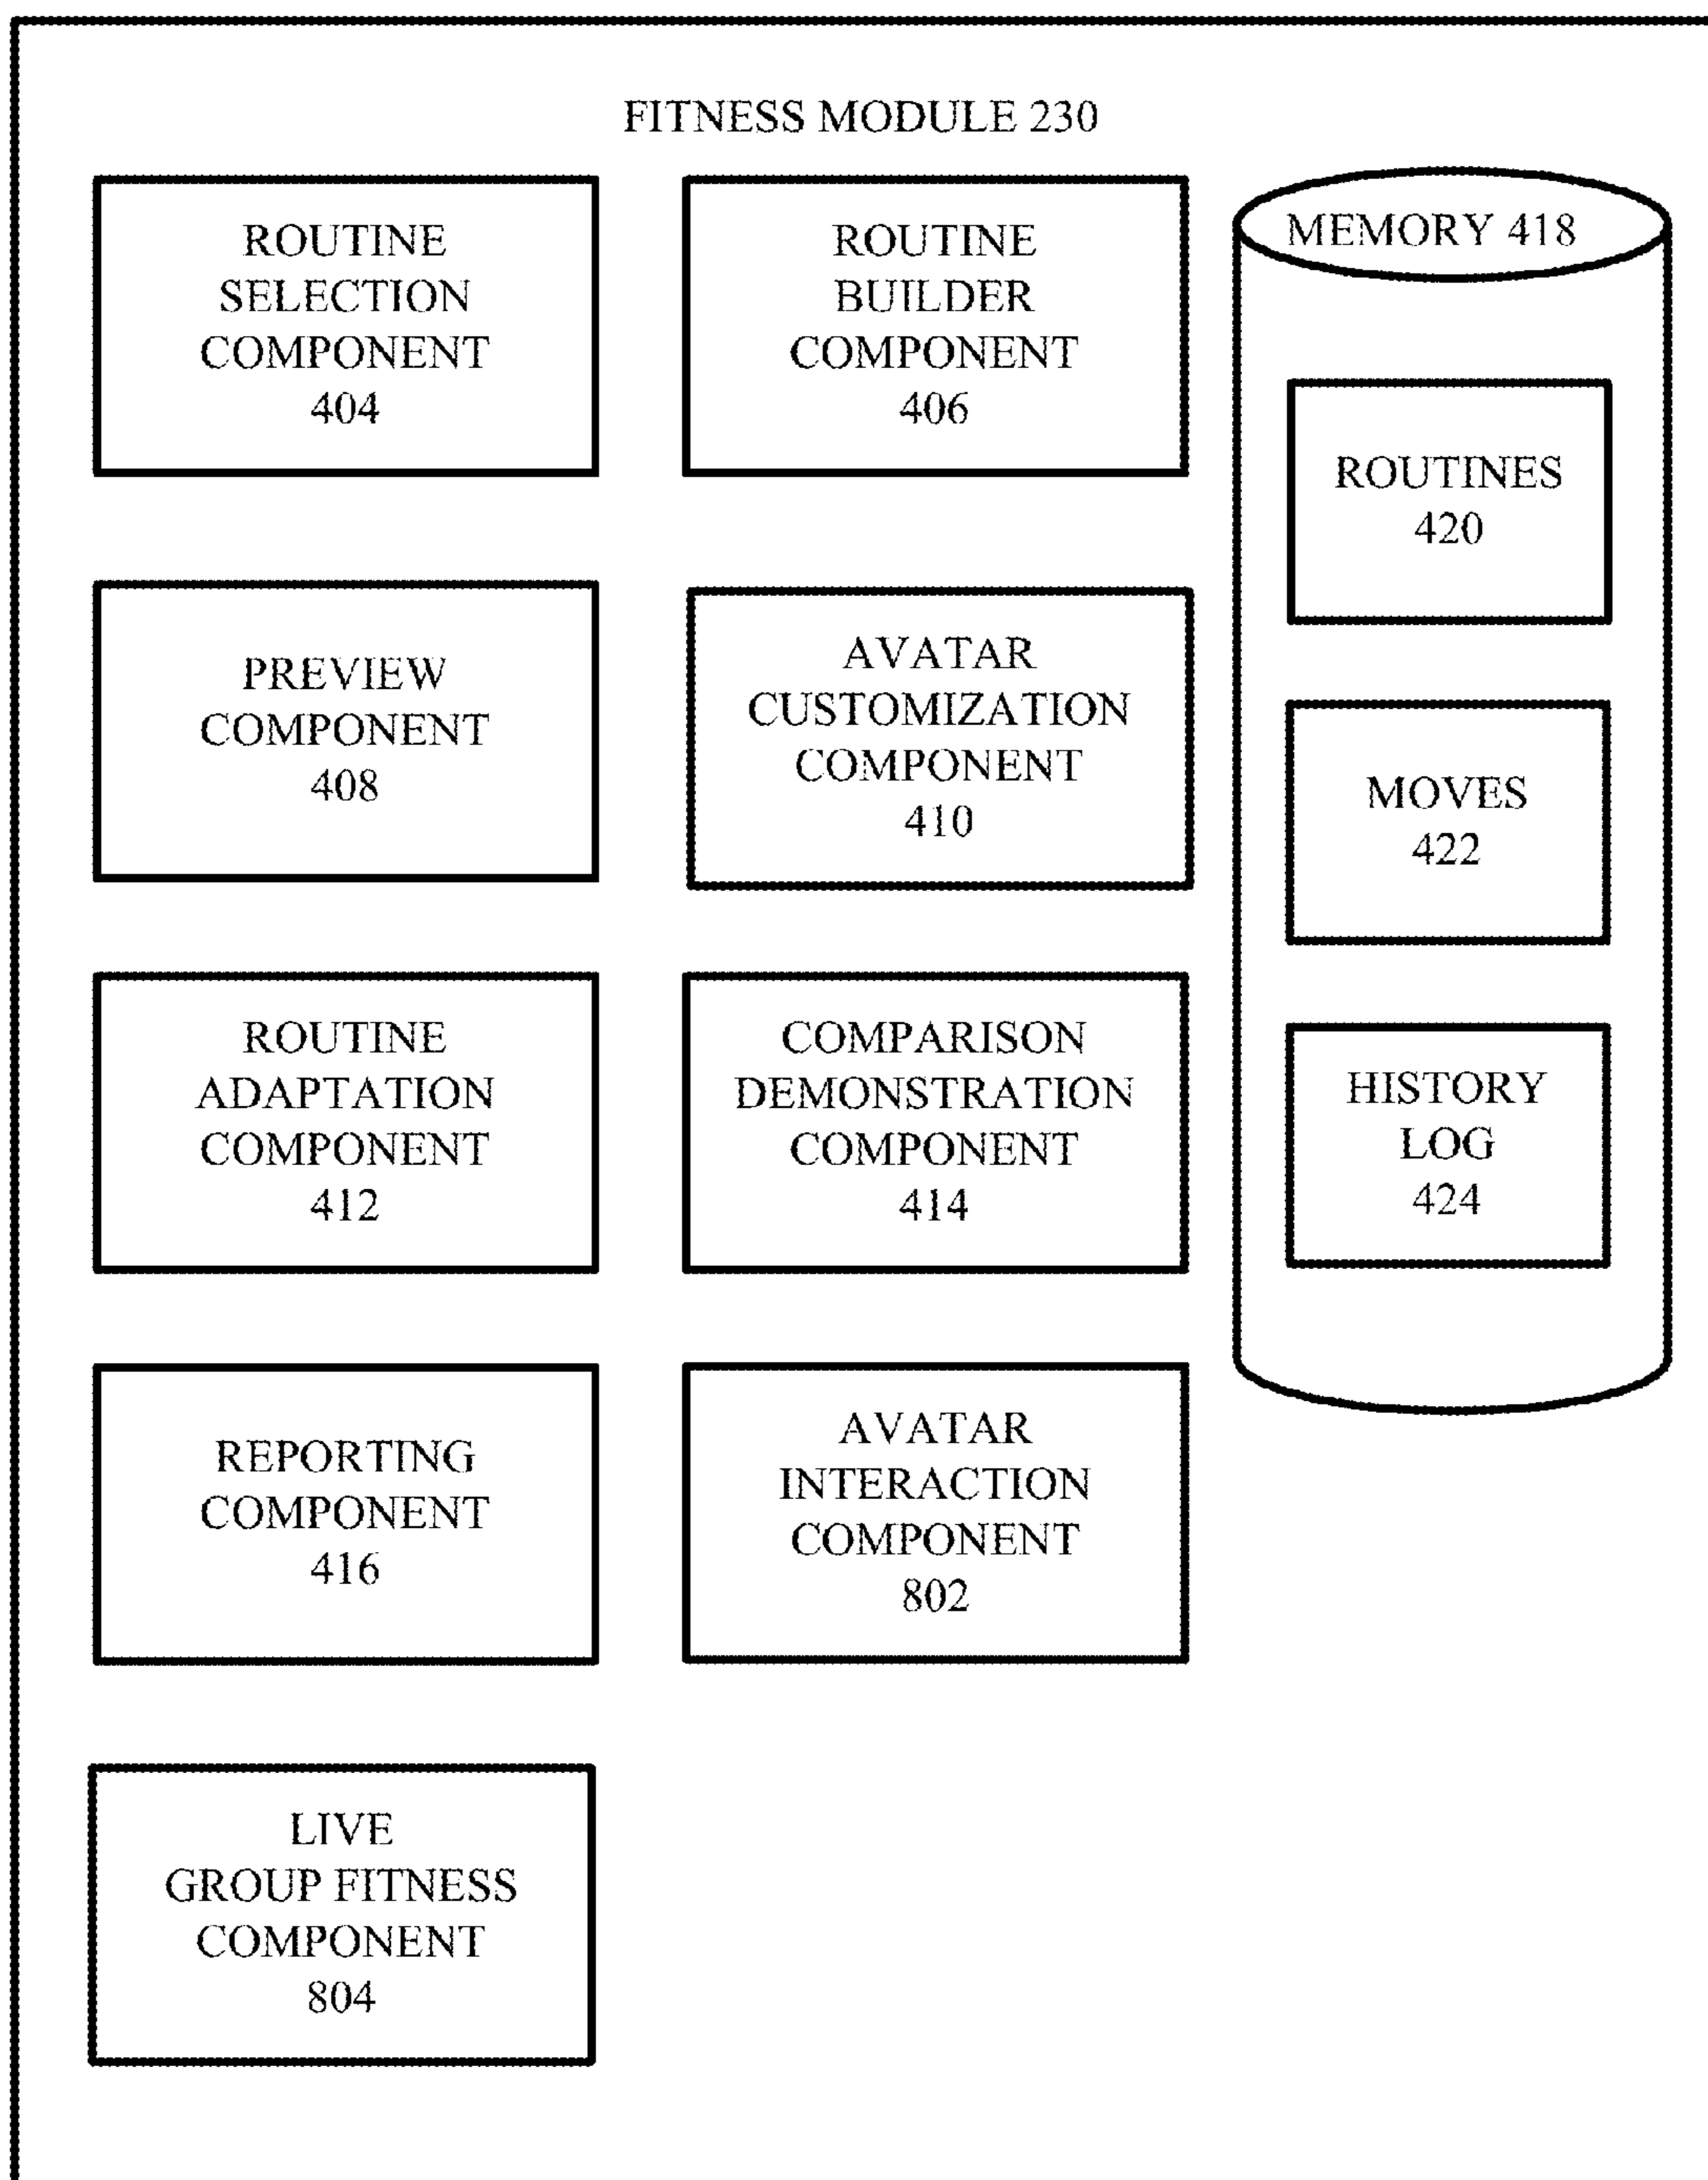 FITNESS MODULE 230
ROUTINE
SELECTION
COMPONENT
404
ROUTINE
BUILDER
COMPONENT
406
MEMORY 418
ROUTINES
420
PREVIEW
COMPONENT
408
AVATAR
CUSTOMIZATION
COMPONENT
410
MOVES
422
ROUTINE
ADAPTATION
COMPONENT
412
COMPARISON
DEMONSTRATION
COMPONENT
414
HISTORY
LOG
424
REPORTING
COMPONENT
416
AVATAR
INTERACTION
COMPONENT
802
LIVE
GROUP FITNESS
COMPONENT
804